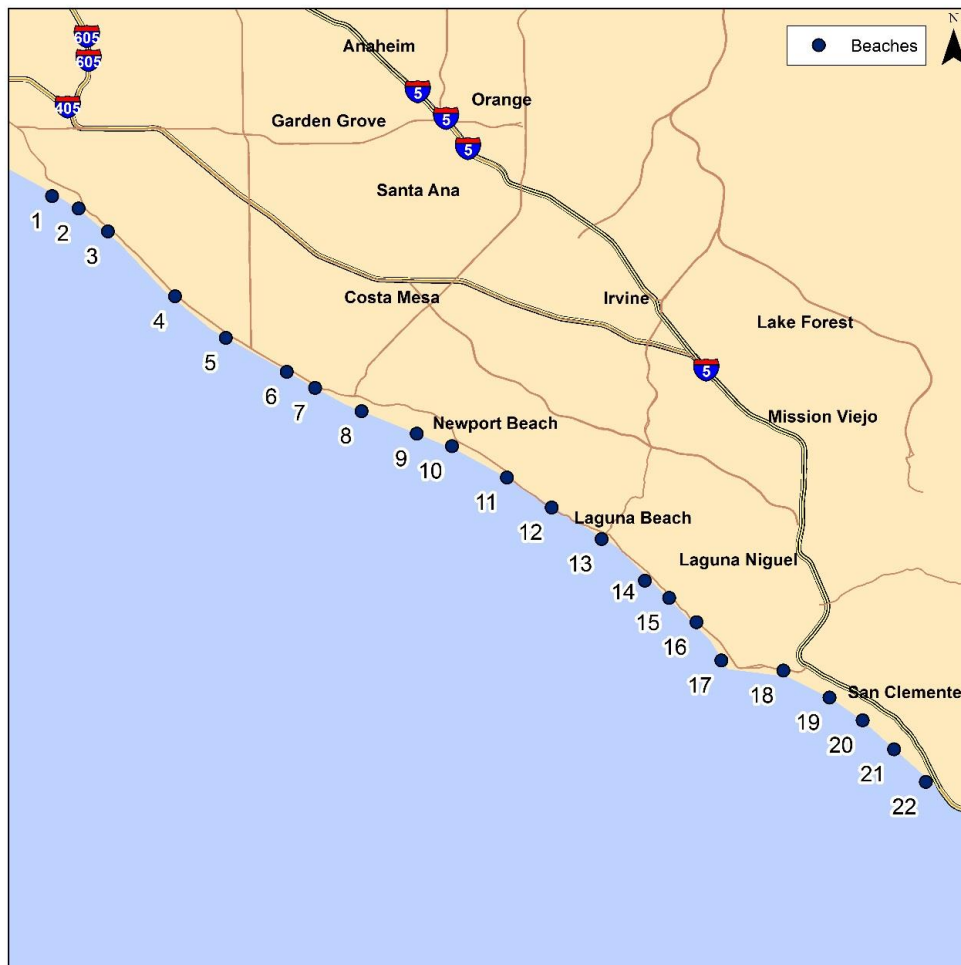 N
Beaches
605
605
405
Anaheim
5
Orange
5
Garden Grove
5
Santa Ana
1
2
3
Costa Mesa
Irvine
4
Lake Forest
5
5
6
7
Mission Viejo
8
Newport Beach
9
10
11
12
Laguna Beach
13
Laguna Niguel
14
15
16
17
18
San Clemente
19
20
21
22